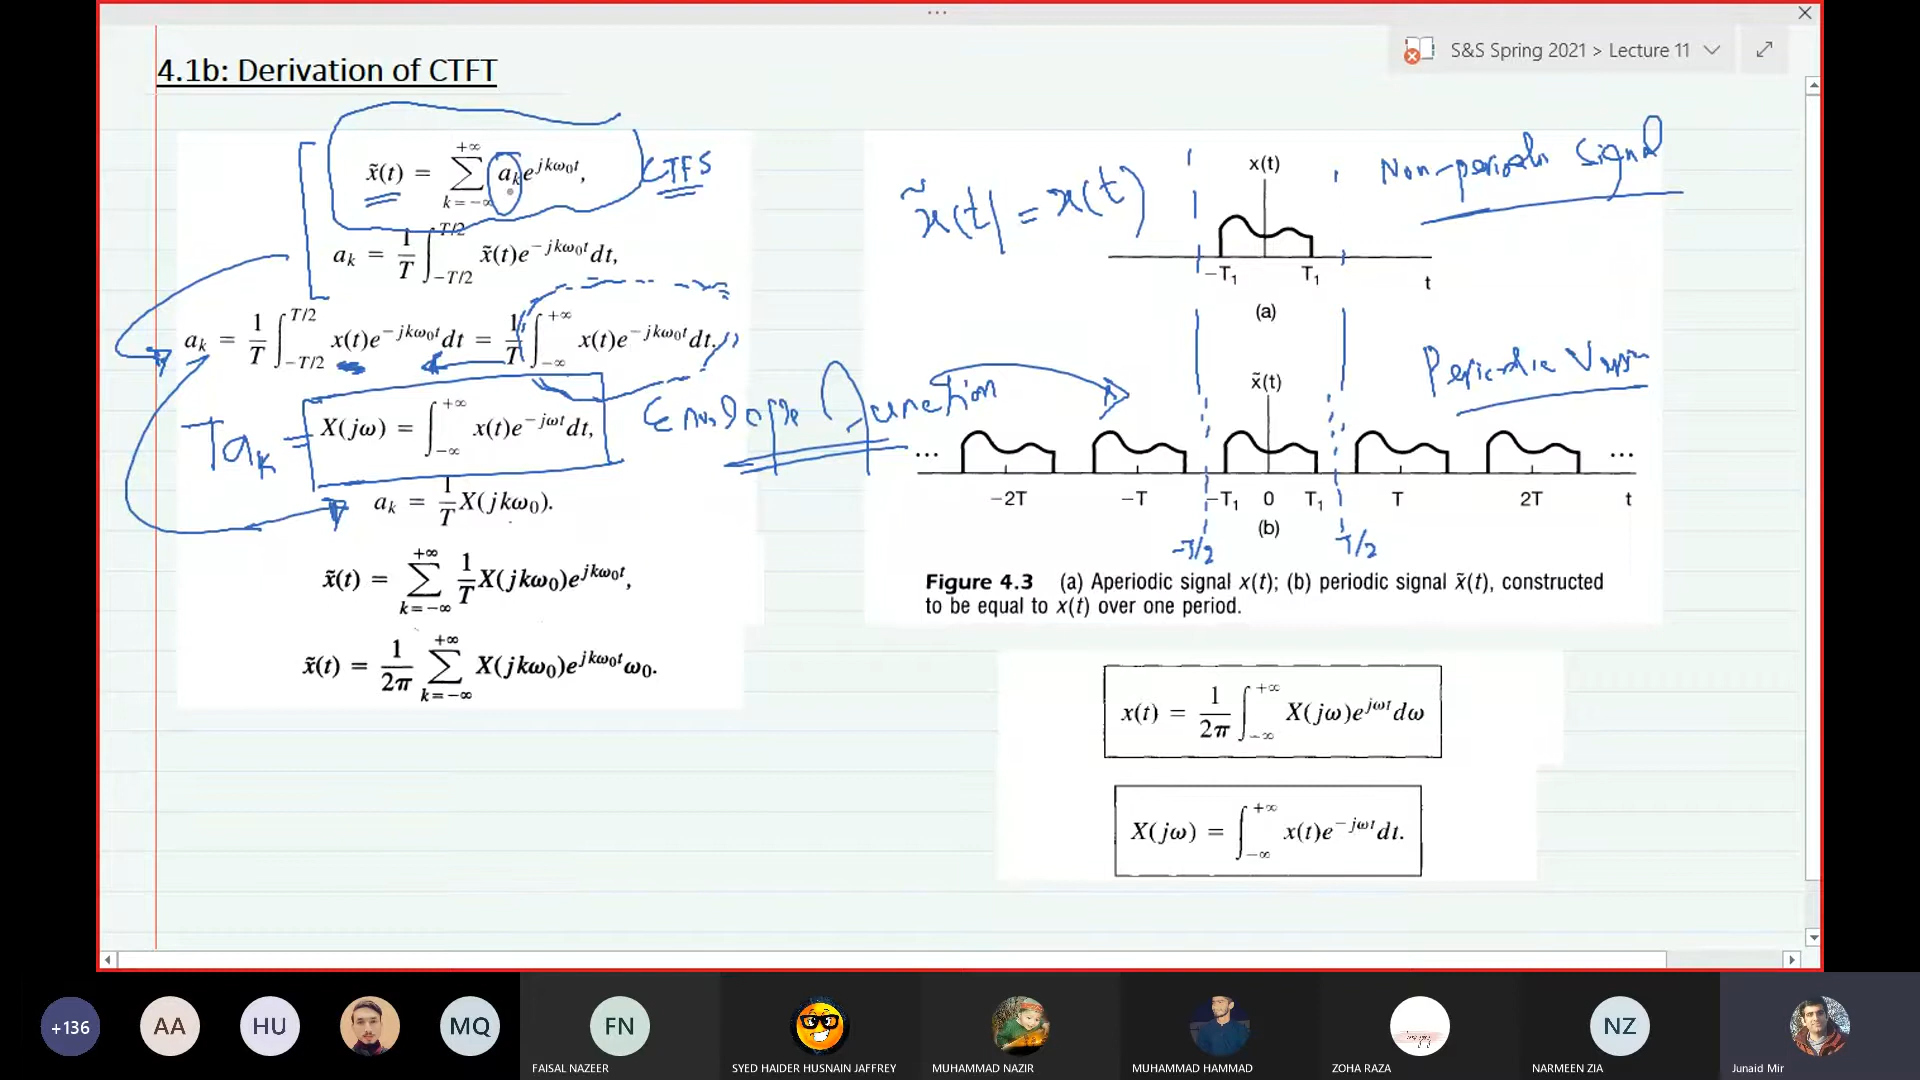 S&S Spring 2021 > Lecture 11
4.1b: Derivation of CTFT
x̃(t) = ∑_{k=-∞}^{+∞} a_k e^{jkω₀t},
CTFS
a_k = 1/T ∫_{-T/2}^{T/2} x̃(t)e^{-jkω₀t}dt,
a_k = 1/T ∫_{-T/2}^{T/2} x(t)e^{-jkω₀t}dt = 1/T ∫_{-∞}^{+∞} x(t)e^{-jkω₀t}dt.
Ta_k =
X(jω) = ∫_{-∞}^{+∞} x(t)e^{-jωt}dt,
Envelope function
a_k = 1/T X(jkω₀).
x̃(t) = ∑_{k=-∞}^{+∞} 1/T X(jkω₀)e^{jkω₀t},
x̃(t) = 1/2π ∑_{k=-∞}^{+∞} X(jkω₀)e^{jkω₀t}ω₀.
x̃(t) = x(t)
x(t)
Non-periodic Signal
-T₁ T₁ t
(a)
Periodic
x̃(t)
... ...
-2T -T -T₁ 0 T₁ T 2T t
(b)
-T/2 T/2
Figure 4.3 (a) Aperiodic signal x(t); (b) periodic signal x̃(t), constructed
to be equal to x(t) over one period.
x(t) = 1/2π ∫_{-∞}^{+∞} X(jω)e^{jωt}dω
X(jω) = ∫_{-∞}^{+∞} x(t)e^{-jωt}dt.
+136 AA HU MQ FN NZ
FAISAL NAZEER SYED HAIDER HUSNAIN JAFFREY MUHAMMAD NAZIR MUHAMMAD HAMMAD ZOHA RAZA NARMEEN ZIA Junaid Mir